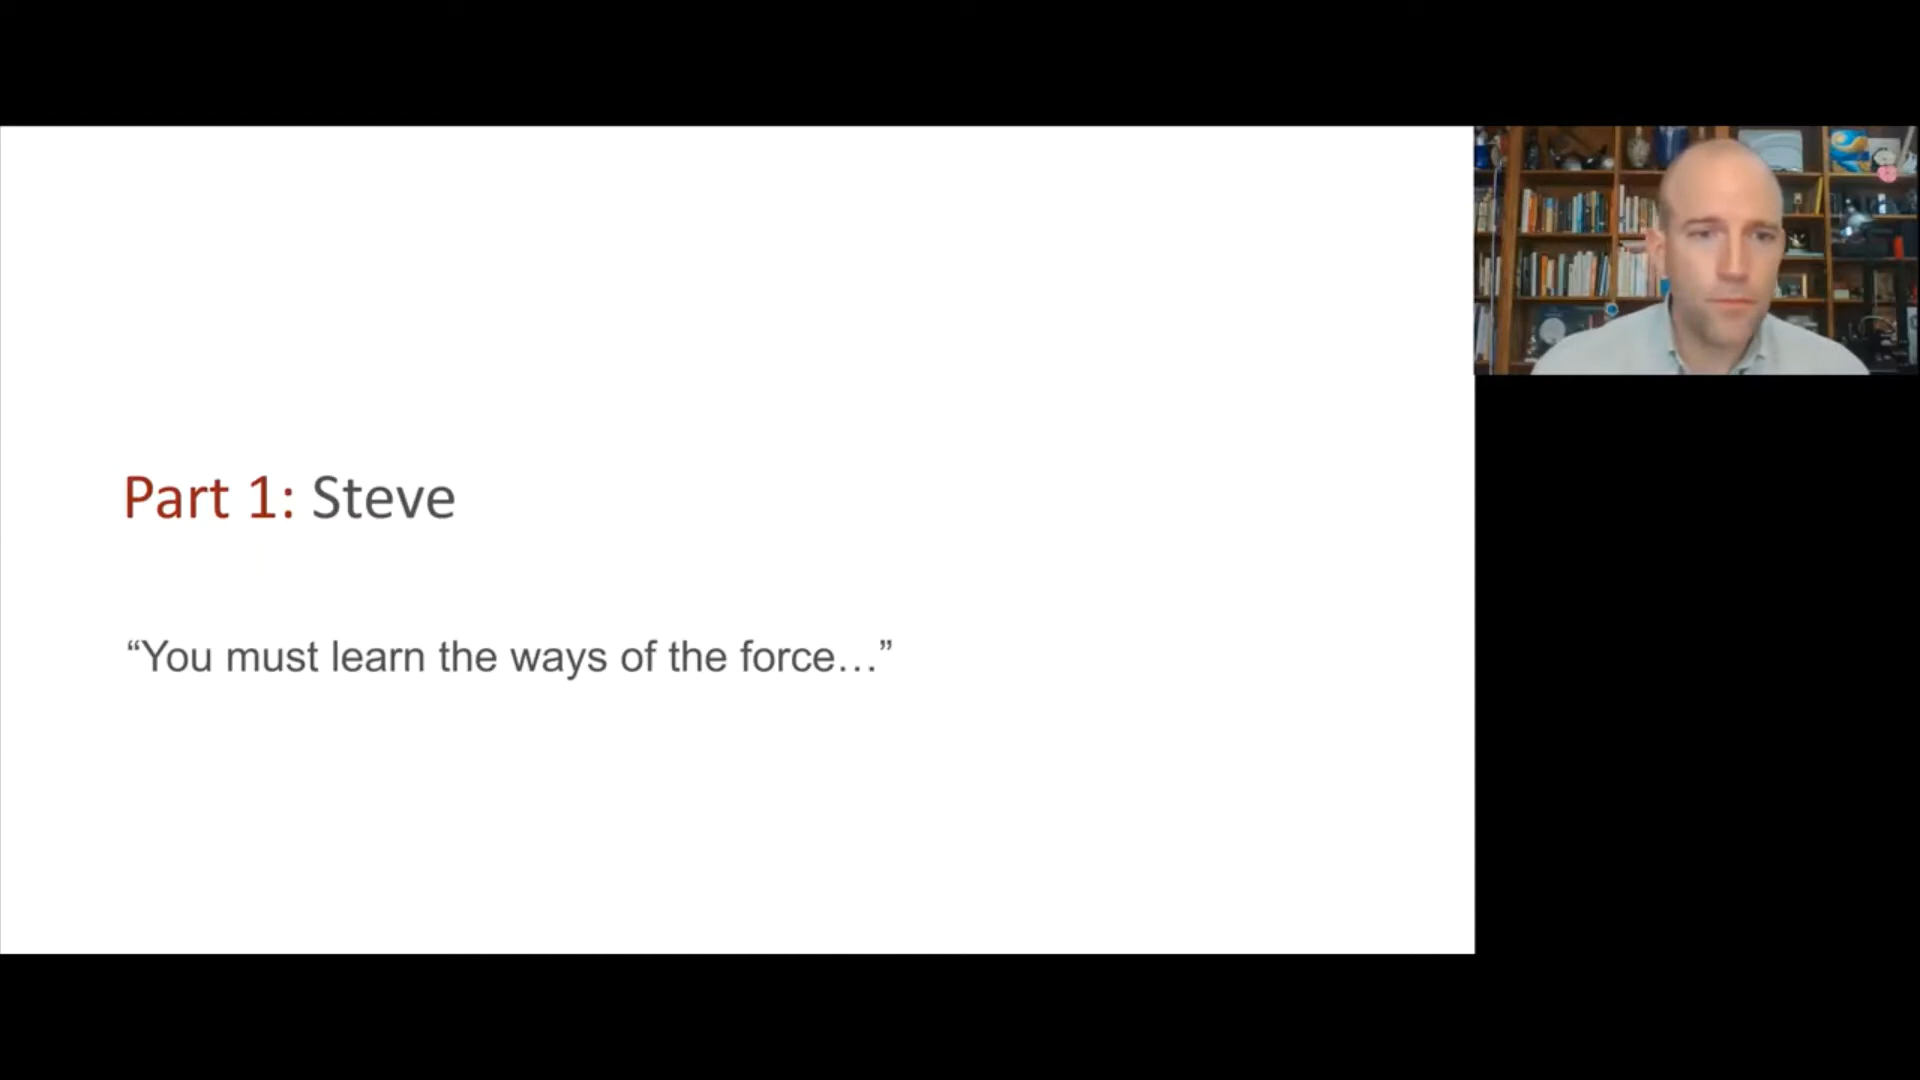 Part 1: Steve
“You must learn the ways of the force…”